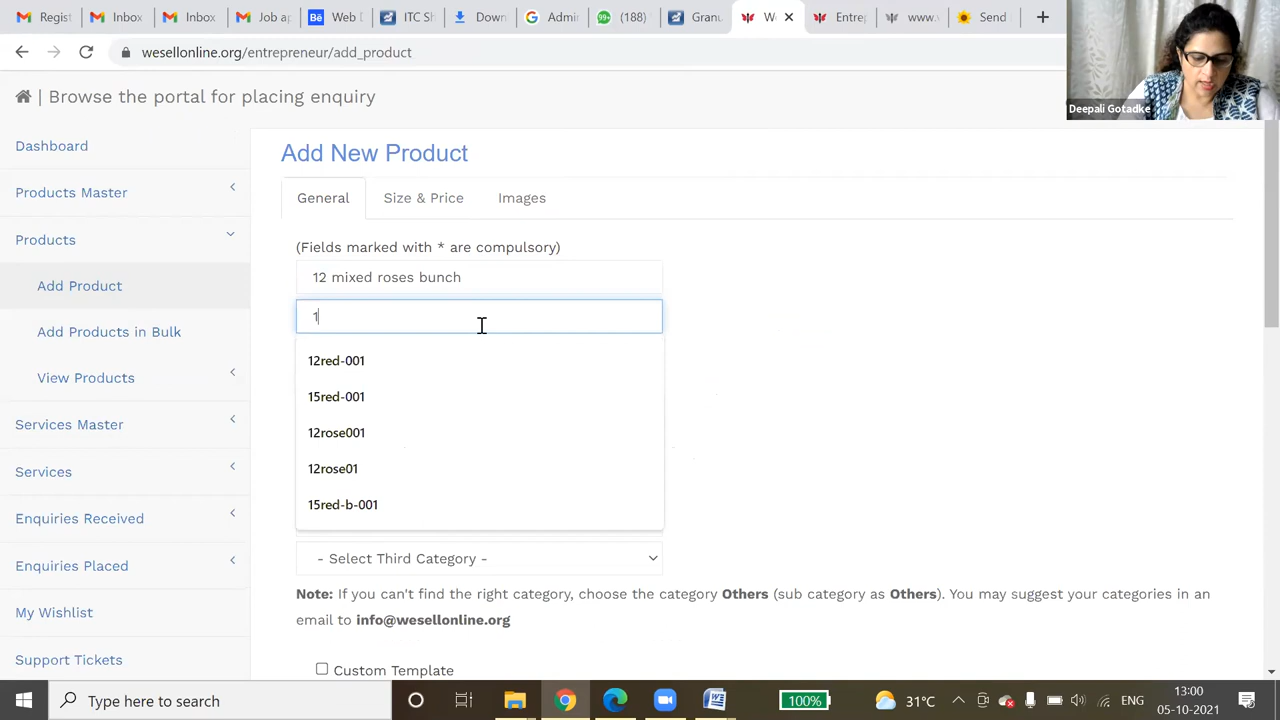 Regist
Inbox
Inbox
Job ap
Web D
ITC Sh
Down
Admi
(188)
Granu
We
Entrep
www.
Send
wesellonline.org/entrepreneur/add_product
Deepali Gotadke
| Browse the portal for placing enquiry
Dashboard
Products Master
Products
Add Product
Add Products in Bulk
View Products
Services Master
Services
Enquiries Received
Enquiries Placed
My Wishlist
Support Tickets
Add New Product
General
Size & Price
Images
(Fields marked with * are compulsory)
12 mixed roses bunch
1
12red-001
15red-001
12rose001
12rose01
15red-b-001
- Select Third Category -
Note: If you can't find the right category, choose the category Others (sub category as Others). You may suggest your categories in an
email to info@wesellonline.org
Custom Template
Type here to search
100%
31°C
ENG
13:00
05-10-2021